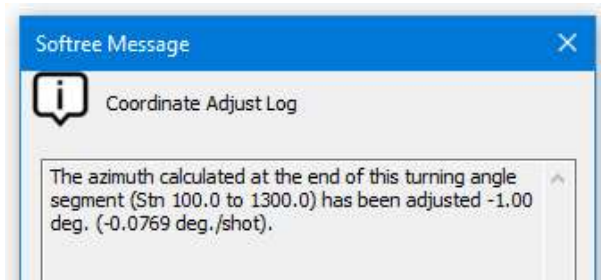 Softree Message
Coordinate Adjust Log
The azimuth calculated at the end of this turning angle
segment (Stn 100.0 to 1300.0) has been adjusted -1.00
deg. (-0.0769 deg./shot).